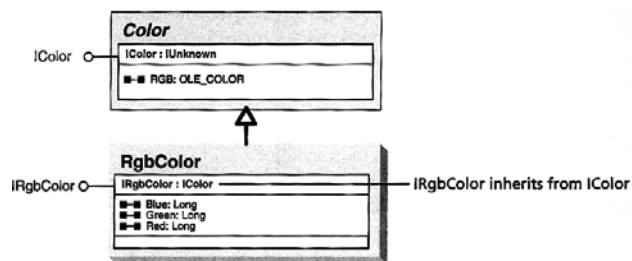 Color
IColor
IColor : IUnknown
RGB: OLE_COLOR
RgbColor
IRgbColor
IRgbColor : IColor
IRgbColor inherits from IColor
Blue: Long
Green: Long
Red: Long